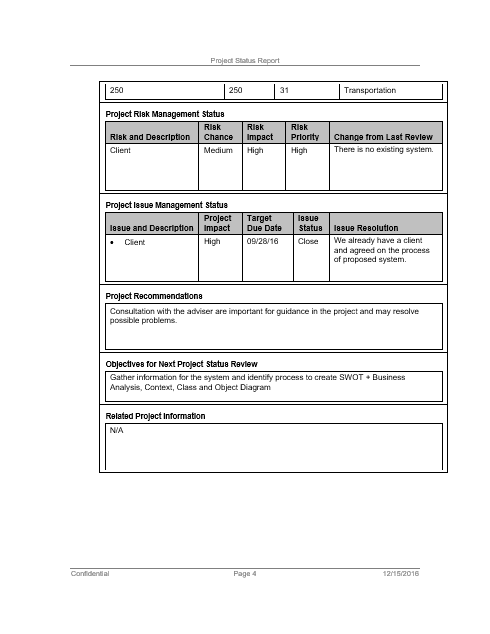 Project Status Report
250 250 31 Transportation
Project Risk Management Status
Risk and Description Risk Chance Risk Impact Risk Priority Change from Last Review
Client Medium High High There is no existing system.
Project Issue Management Status
Issue and Description Project Impact Target Due Date Issue Status Issue Resolution
• Client High 09/28/16 Close We already have a client
and agreed on the process
of proposed system.
Project Recommendations
Consultation with the adviser are important for guidance in the project and may resolve
possible problems.
Objectives for Next Project Status Review
Gather information for the system and identify process to create SWOT + Business
Analysis, Context, Class and Object Diagram
Related Project Information
N/A
Confidential Page 4 12/15/2016